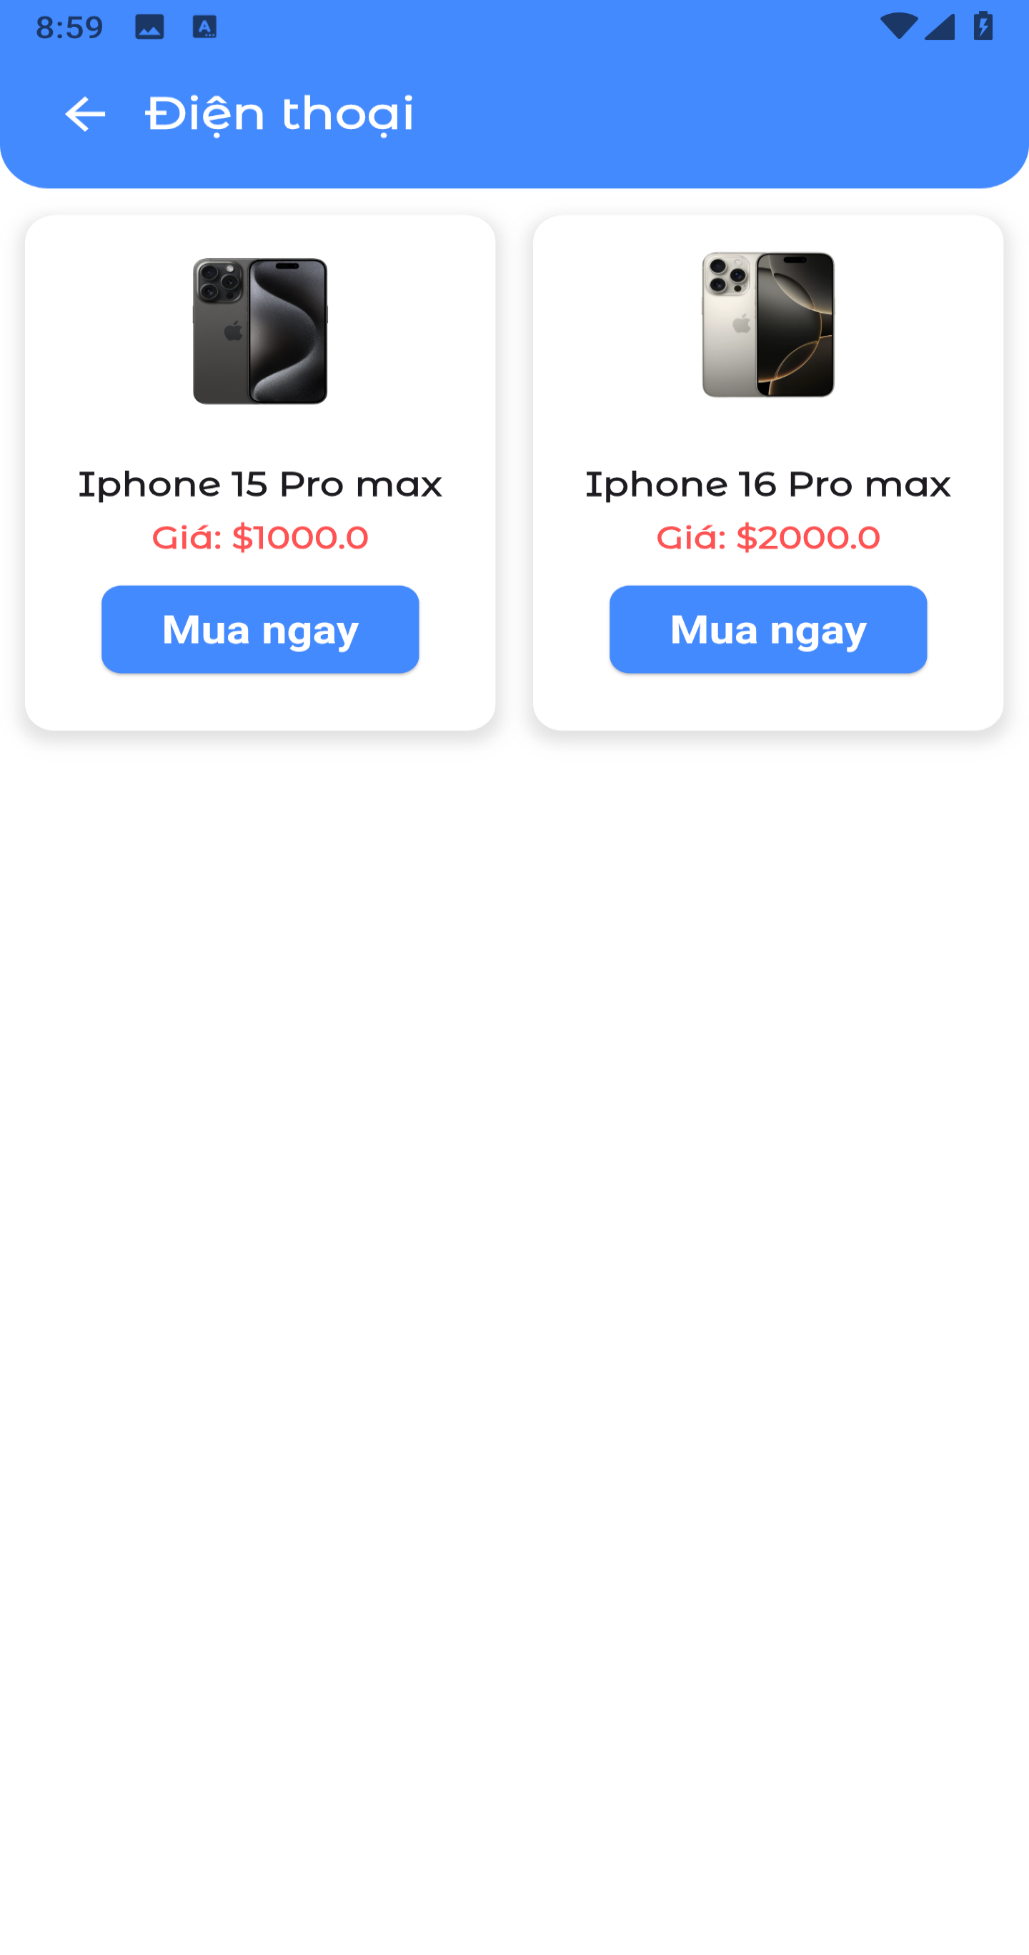 8:59
Điện thoại
Iphone 15 Pro max
Giá: $1000.0
Mua ngay
Iphone 16 Pro max
Giá: $2000.0
Mua ngay